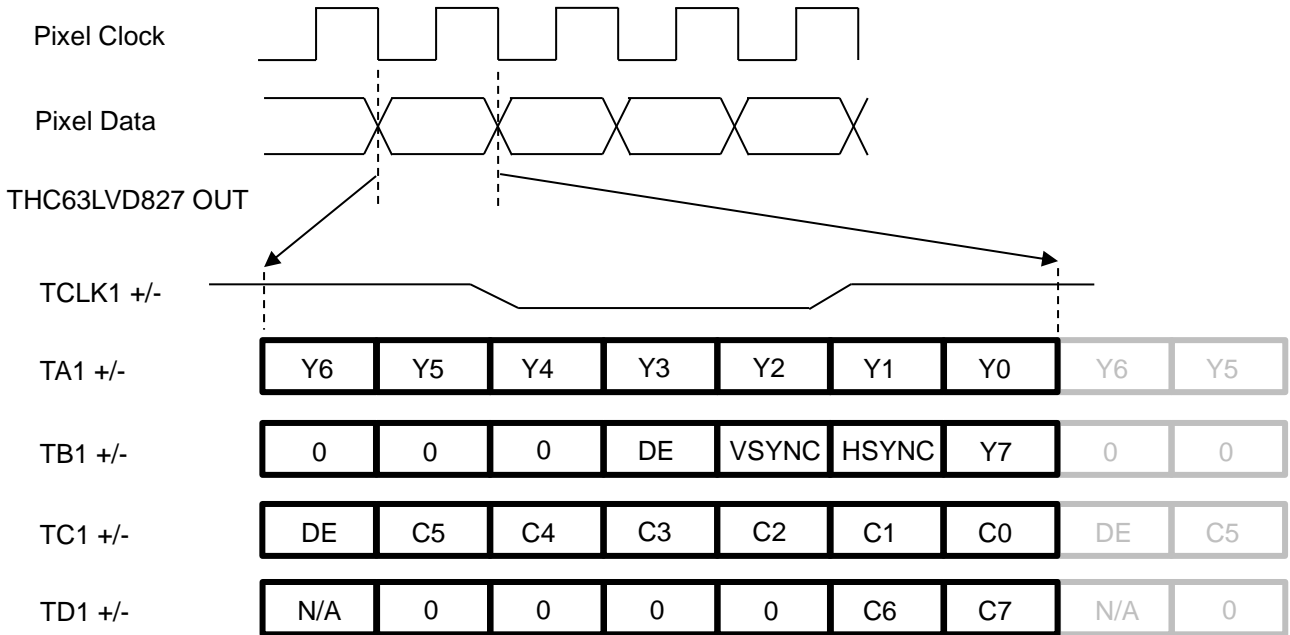 Pixel Clock
Pixel Data
THC63LVD827 OUT
TCLK1 +/-
TA1 +/- Y6 Y5 Y4 Y3 Y2 Y1 Y0 Y6 Y5
TB1 +/- 0 0 0 DE VSYNC HSYNC Y7 0 0
TC1 +/- DE C5 C4 C3 C2 C1 C0 DE C5
TD1 +/- N/A 0 0 0 0 C6 C7 N/A 0